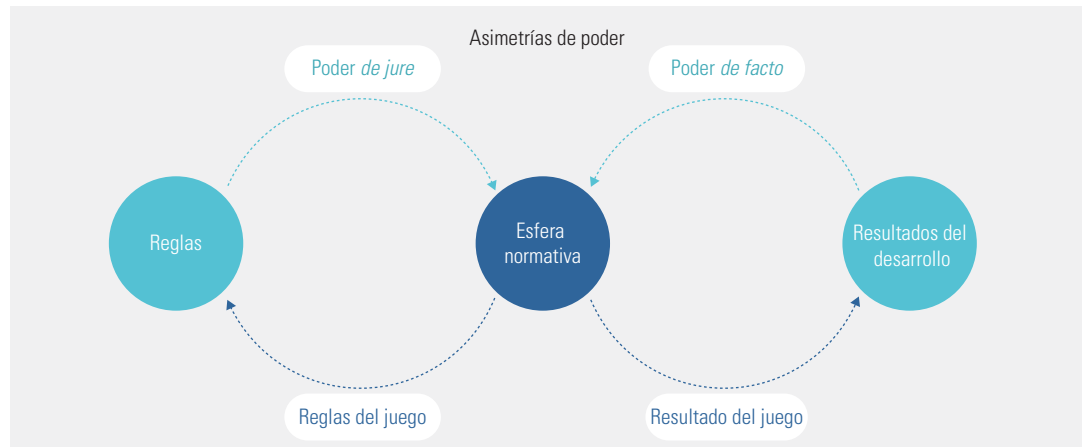 Asimetrías de poder
Poder de jure
Poder de facto
Reglas
Esfera
normativa
Resultados del
desarrollo
Reglas del juego
Resultado del juego